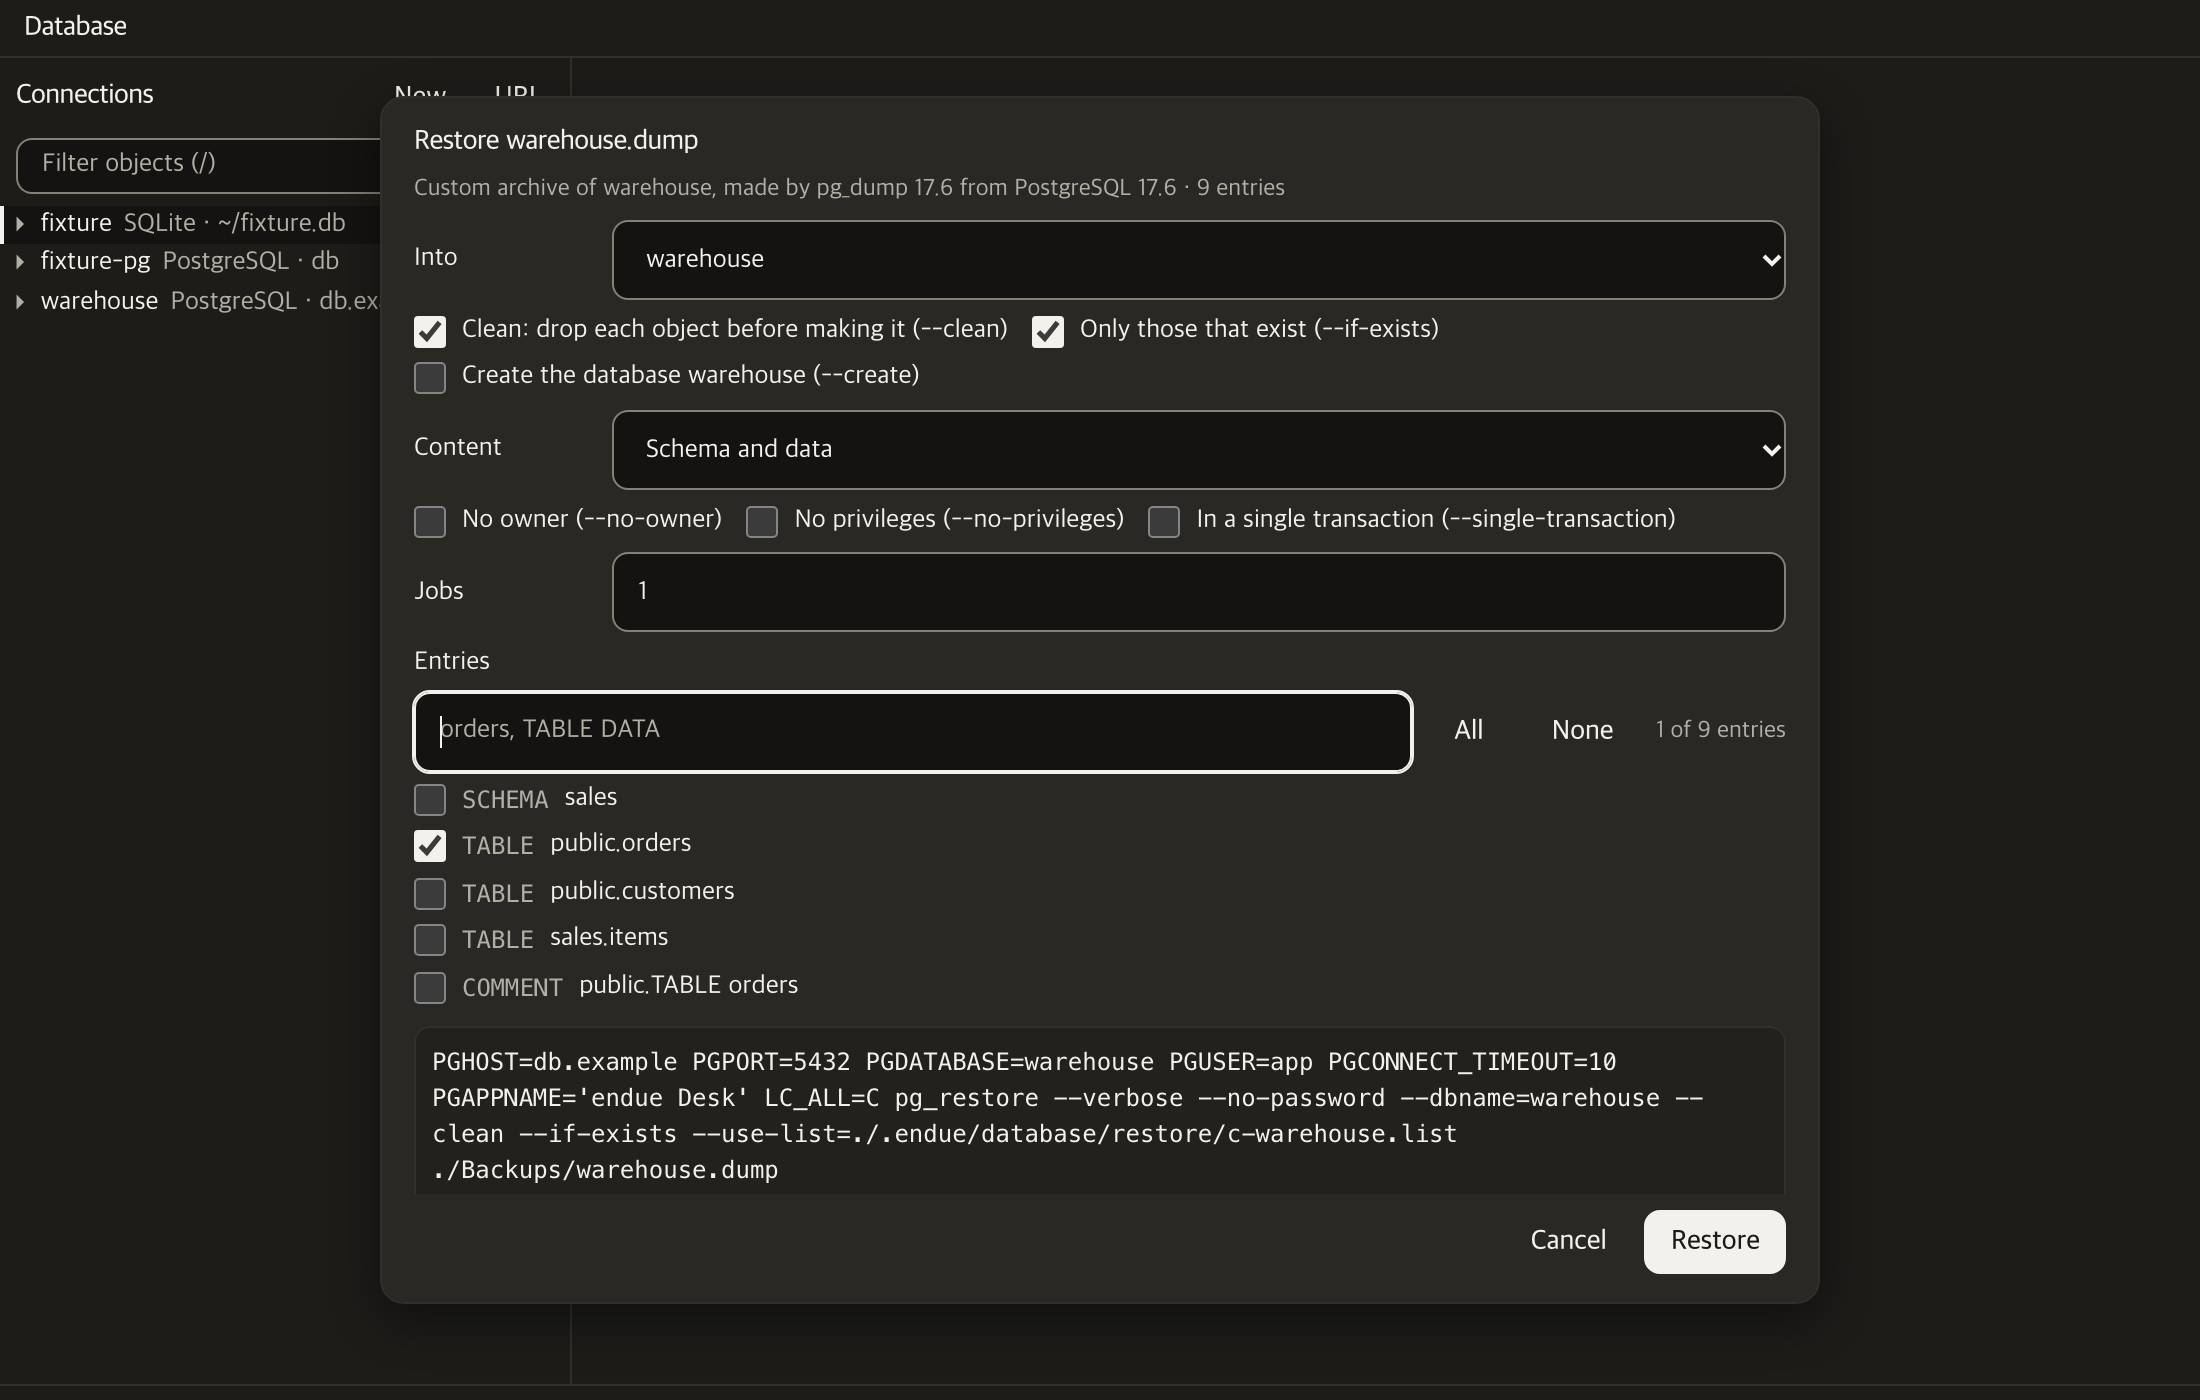 Database
Connections
New URL
Filter objects (/)
fixture SQLite · ~/fixture.db
fixture-pg PostgreSQL · db
warehouse PostgreSQL · db.ex
Restore warehouse.dump
Custom archive of warehouse, made by pg_dump 17.6 from PostgreSQL 17.6 · 9 entries
Into warehouse
Clean: drop each object before making it (--clean) Only those that exist (--if-exists)
Create the database warehouse (--create)
Content Schema and data
No owner (--no-owner) No privileges (--no-privileges) In a single transaction (--single-transaction)
Jobs 1
Entries
orders, TABLE DATA All None 1 of 9 entries
SCHEMA sales
TABLE public.orders
TABLE public.customers
TABLE sales.items
COMMENT public.TABLE orders
PGHOST=db.example PGPORT=5432 PGDATABASE=warehouse PGUSER=app PGCONNECT_TIMEOUT=10
PGAPPNAME='endue Desk' LC_ALL=C pg_restore --verbose --no-password --dbname=warehouse --
clean --if-exists --use-list=./.endue/database/restore/c-warehouse.list
./Backups/warehouse.dump
Cancel Restore